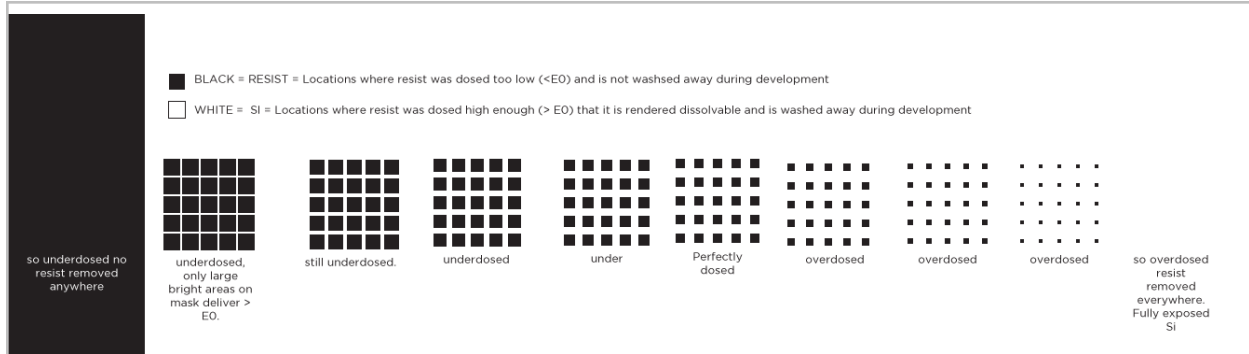 BLACK = RESIST = Locations where resist was dosed too low (<E0) and is not washsed away during development
WHITE = SI = Locations where resist was dosed high enough (> E0) that it is rendered dissolvable and is washed away during development
so underdosed no
resist removed
anywhere
underdosed,
only large
bright areas on
mask deliver >
E0.
still underdosed.
underdosed
under
Perfectly
dosed
overdosed
overdosed
overdosed
so overdosed
resist
removed
everywhere.
Fully exposed
Si